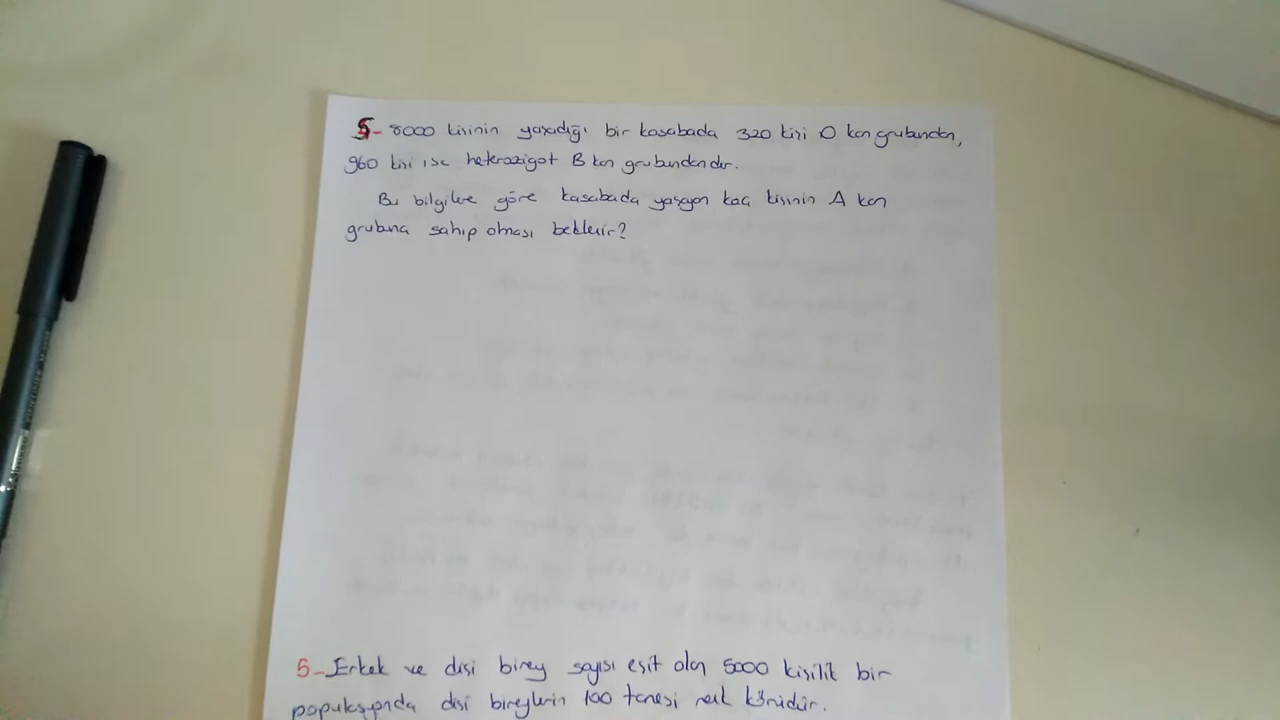 5- 8000 kişinin yaşadığı bir kasabada 320 kişi O kan grubundan,
960 kişi ise heterozigot B kan grubundandır.
Bu bilgilere göre kasabada yaşayan kaç kişinin A kan
grubuna sahip olması beklenir?
5- Erkek ve dişi birey sayısı eşit olan 5000 kişilik bir
populasyonda dişi bireylerin 100 tanesi renk körüdür.